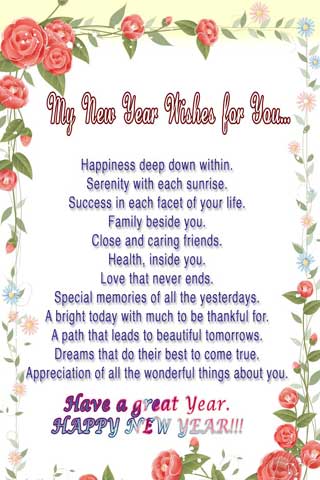 My New Year Wishes for You...
Happiness deep down within.
Serenity with each sunrise.
Success in each facet of your life.
Family beside you.
Close and caring friends.
Health, inside you.
Love that never ends.
Special memories of all the yesterdays.
A bright today with much to be thankful for.
A path that leads to beautiful tomorrows.
Dreams that do their best to come true.
Appreciation of all the wonderful things about you.
Have a great Year.
HAPPY NEW YEAR!!!